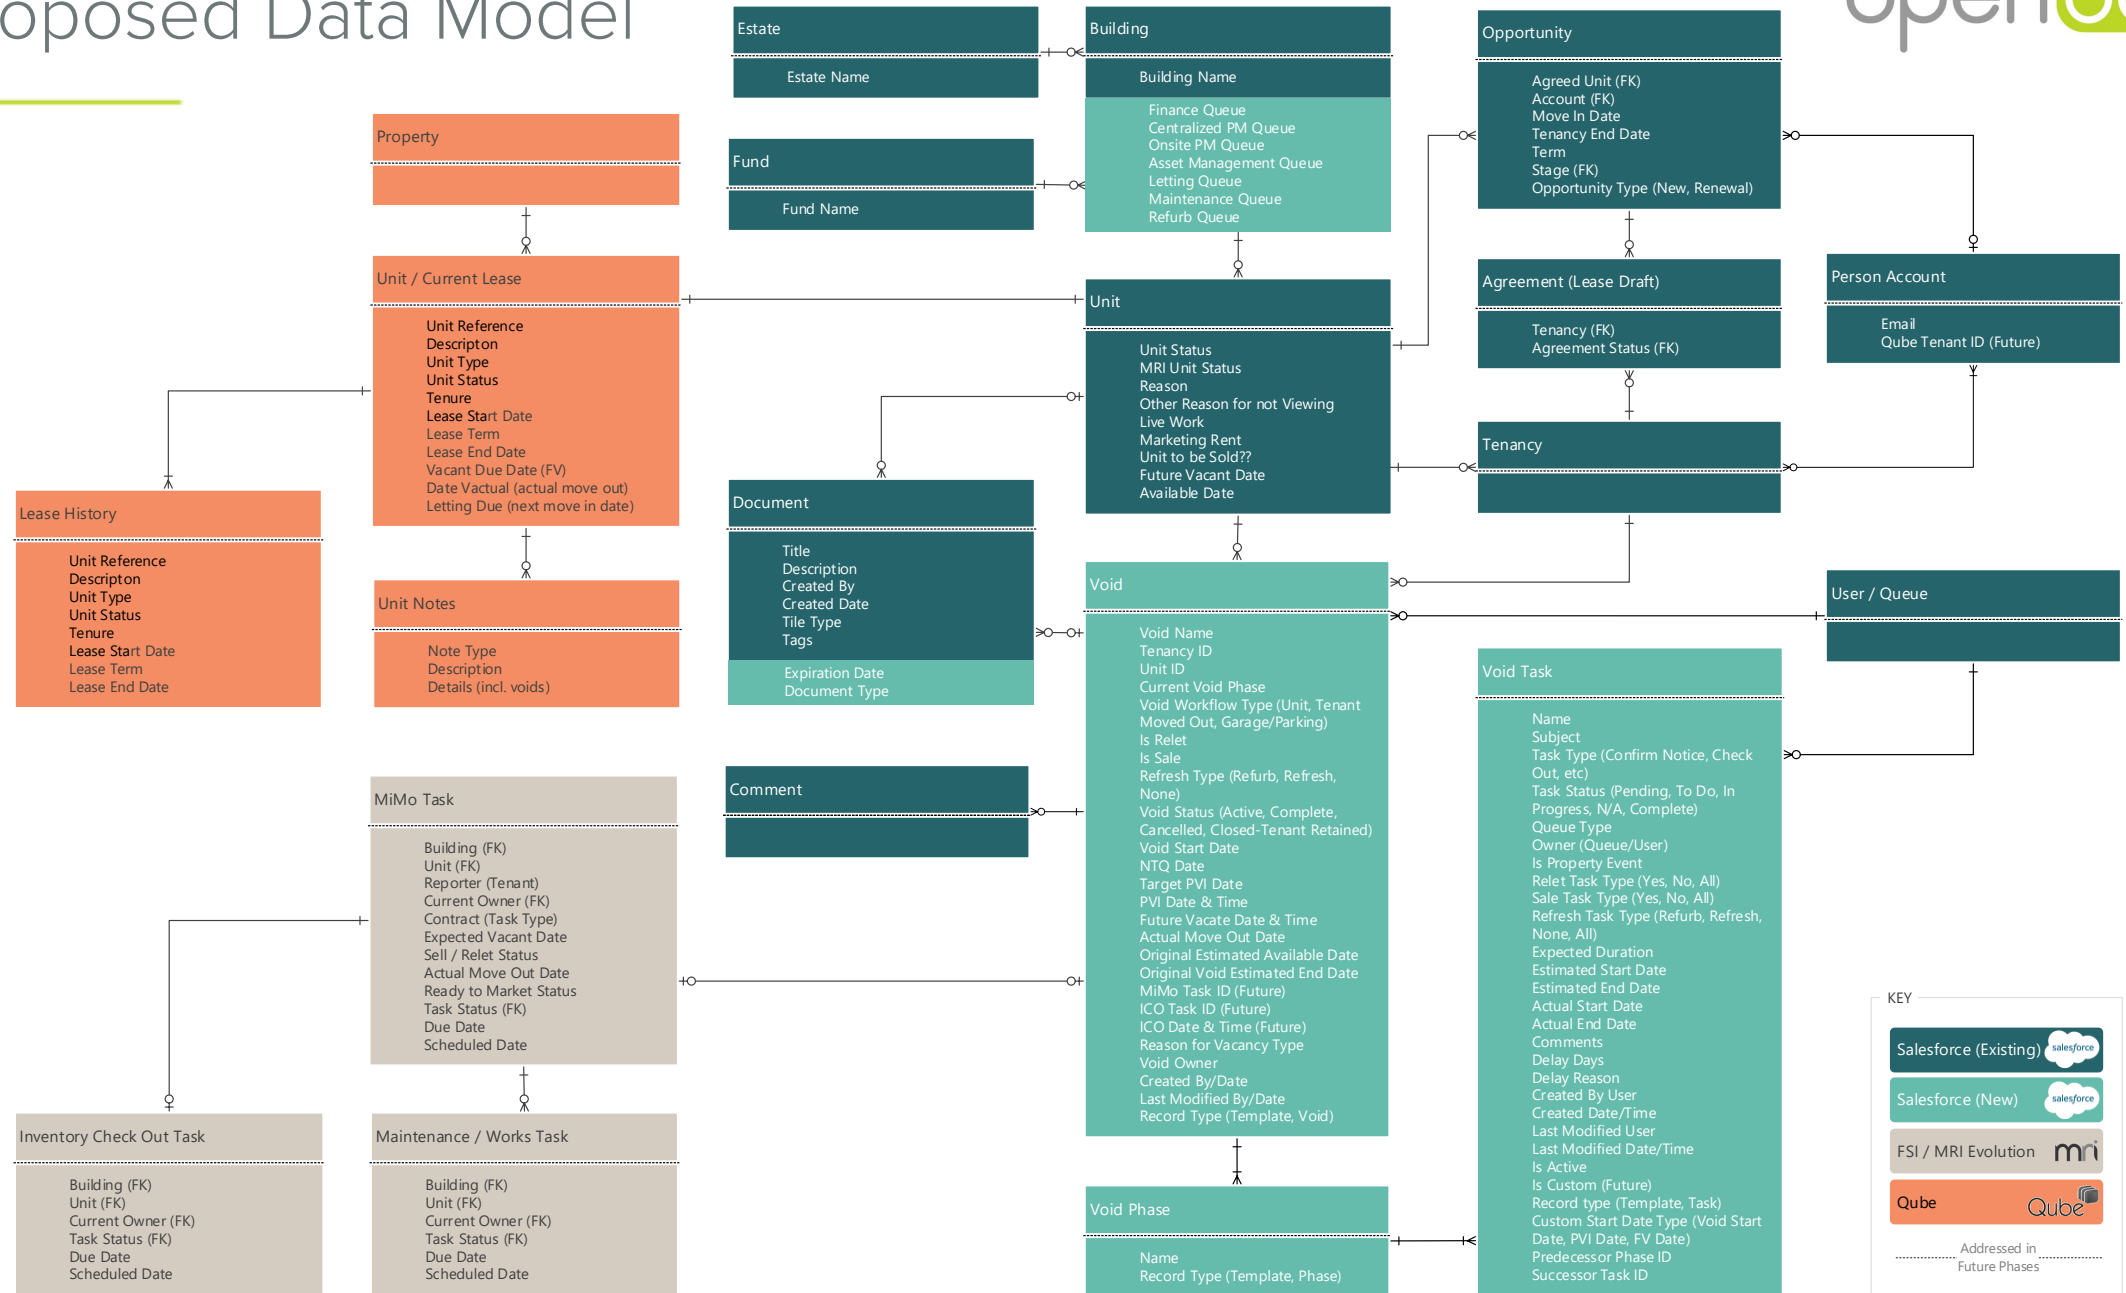 oposed Data Model
Estate
Estate Name
Building
Building Name
Finance Queue
Centralized PM Queue
Onsite PM Queue
Asset Management Queue
Letting Queue
Maintenance Queue
Refurb Queue
Opportunity
Agreed Unit (FK)
Account (FK)
Move In Date
Tenancy End Date
Term
Stage (FK)
Opportunity Type (New, Renewal)
Property
Fund
Fund Name
Unit / Current Lease
Unit Reference
Descripton
Unit Type
Unit Status
Tenure
Lease Start Date
Lease Term
Lease End Date
Vacant Due Date (FV)
Date Vactual (actual move out)
Letting Due (next move in date)
Unit
Unit Status
MRI Unit Status
Reason
Other Reason for not Viewing
Live Work
Marketing Rent
Unit to be Sold??
Future Vacant Date
Available Date
Agreement (Lease Draft)
Tenancy (FK)
Agreement Status (FK)
Person Account
Email
Qube Tenant ID (Future)
Tenancy
Lease History
Unit Reference
Descripton
Unit Type
Unit Status
Tenure
Lease Start Date
Lease Term
Lease End Date
Unit Notes
Note Type
Description
Details (incl. voids)
Document
Title
Description
Created By
Created Date
Tile Type
Tags
Expiration Date
Document Type
Void
Void Name
Tenancy ID
Unit ID
Current Void Phase
Void Workflow Type (Unit, Tenant
Moved Out, Garage/Parking)
Is Relet
Is Sale
Refresh Type (Refurb, Refresh,
None)
Void Status (Active, Complete,
Cancelled, Closed-Tenant Retained)
Void Start Date
NTQ Date
Target PVI Date
PVI Date & Time
Future Vacate Date & Time
Actual Move Out Date
Original Estimated Available Date
Original Void Estimated End Date
MiMo Task ID (Future)
ICO Task ID (Future)
ICO Date & Time (Future)
Reason for Vacancy Type
Void Owner
Created By/Date
Last Modified By/Date
Record Type (Template, Void)
User / Queue
Void Task
Name
Subject
Task Type (Confirm Notice, Check
Out, etc)
Task Status (Pending, To Do, In
Progress, N/A, Complete)
Queue Type
Owner (Queue/User)
Is Property Event
Relet Task Type (Yes, No, All)
Sale Task Type (Yes, No, All)
Refresh Task Type (Refurb, Refresh,
None, All)
Expected Duration
Estimated Start Date
Estimated End Date
Actual Start Date
Actual End Date
Comments
Delay Days
Delay Reason
Created By User
Created Date/Time
Last Modified User
Last Modified Date/Time
Is Active
Is Custom (Future)
Record type (Template, Task)
Custom Start Date Type (Void Start
Date, PVI Date, FV Date)
Predecessor Phase ID
Successor Task ID
Comment
MiMo Task
Building (FK)
Unit (FK)
Reporter (Tenant)
Current Owner (FK)
Contract (Task Type)
Expected Vacant Date
Sell / Relet Status
Actual Move Out Date
Ready to Market Status
Task Status (FK)
Due Date
Scheduled Date
Inventory Check Out Task
Building (FK)
Unit (FK)
Current Owner (FK)
Task Status (FK)
Due Date
Scheduled Date
Maintenance / Works Task
Building (FK)
Unit (FK)
Current Owner (FK)
Task Status (FK)
Due Date
Scheduled Date
Void Phase
Name
Record Type (Template, Phase)
KEY
Salesforce (Existing) salesforce
Salesforce (New) salesforce
FSI / MRI Evolution mri
Qube Qube
Addressed in
Future Phases